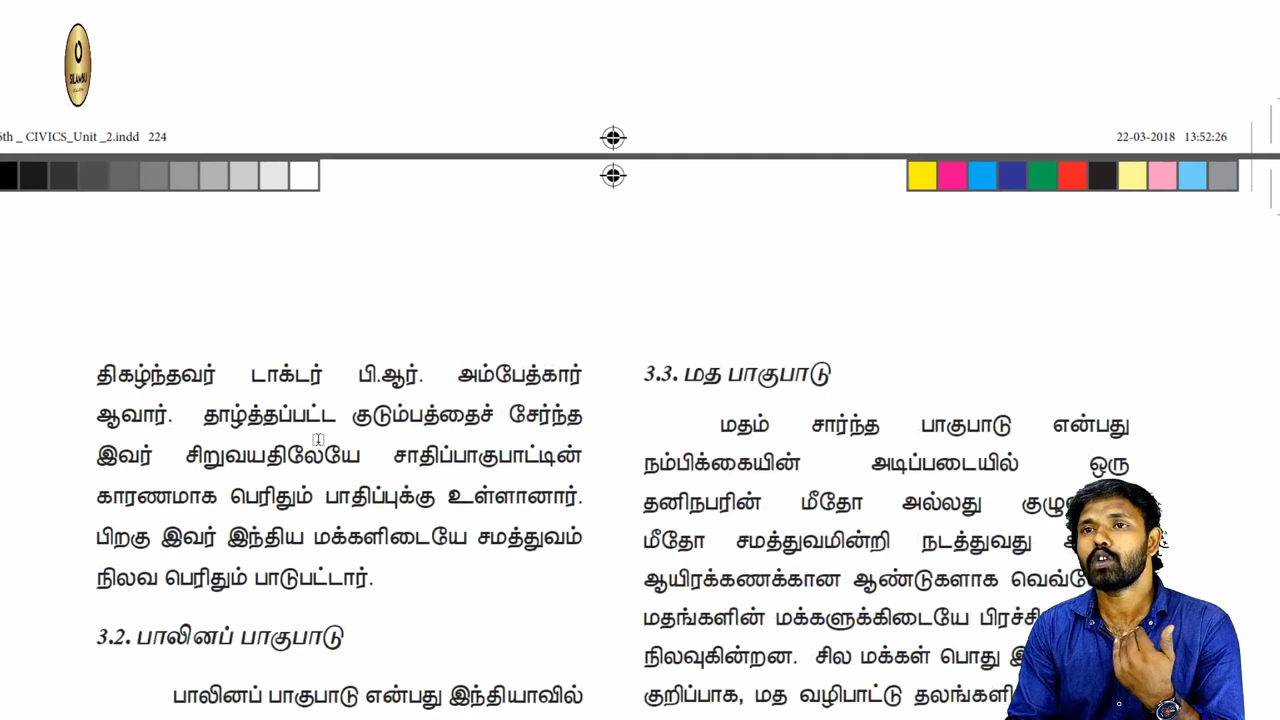 SILAMBU
6th _ CIVICS_Unit _2.indd 224
22-03-2018 13:52:26
திகழ்ந்தவர் டாக்டர் பி.ஆர். அம்பேத்கார்
ஆவார். தாழ்த்தப்பட்ட குடும்பத்தைச் சேர்ந்த
இவர் சிறுவயதிலேயே சாதிப்பாகுபாட்டின்
காரணமாக பெரிதும் பாதிப்புக்கு உள்ளானார்.
பிறகு இவர் இந்திய மக்களிடையே சமத்துவம்
நிலவ பெரிதும் பாடுபட்டார்.
3.2. பாலினப் பாகுபாடு
பாலினப் பாகுபாடு என்பது இந்தியாவில்
3.3. மத பாகுபாடு
மதம் சார்ந்த பாகுபாடு என்பது
நம்பிக்கையின் அடிப்படையில் ஒரு
தனிநபரின் மீதோ அல்லது
மீதோ சமத்துவமின்றி நடத்துவது
ஆயிரக்கணக்கான ஆண்டுகளாக
மதங்களின் மக்களுக்கிடையே
நிலவுகின்றன. சில மக்கள் பொது
குறிப்பாக, மத வழிபாட்டு